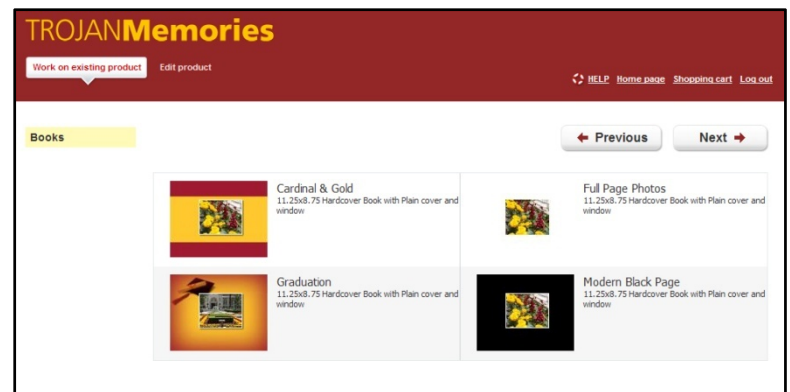 TROJANMemories
Work on existing product Edit product
HELP Home page Shopping cart Log out
Books
Previous Next
Cardinal & Gold
11.25x8.75 Hardcover Book with Plain cover and
window
Full Page Photos
11.25x8.75 Hardcover Book with Plain cover and
window
Graduation
11.25x8.75 Hardcover Book with Plain cover and
window
Modern Black Page
11.25x8.75 Hardcover Book with Plain cover and
window